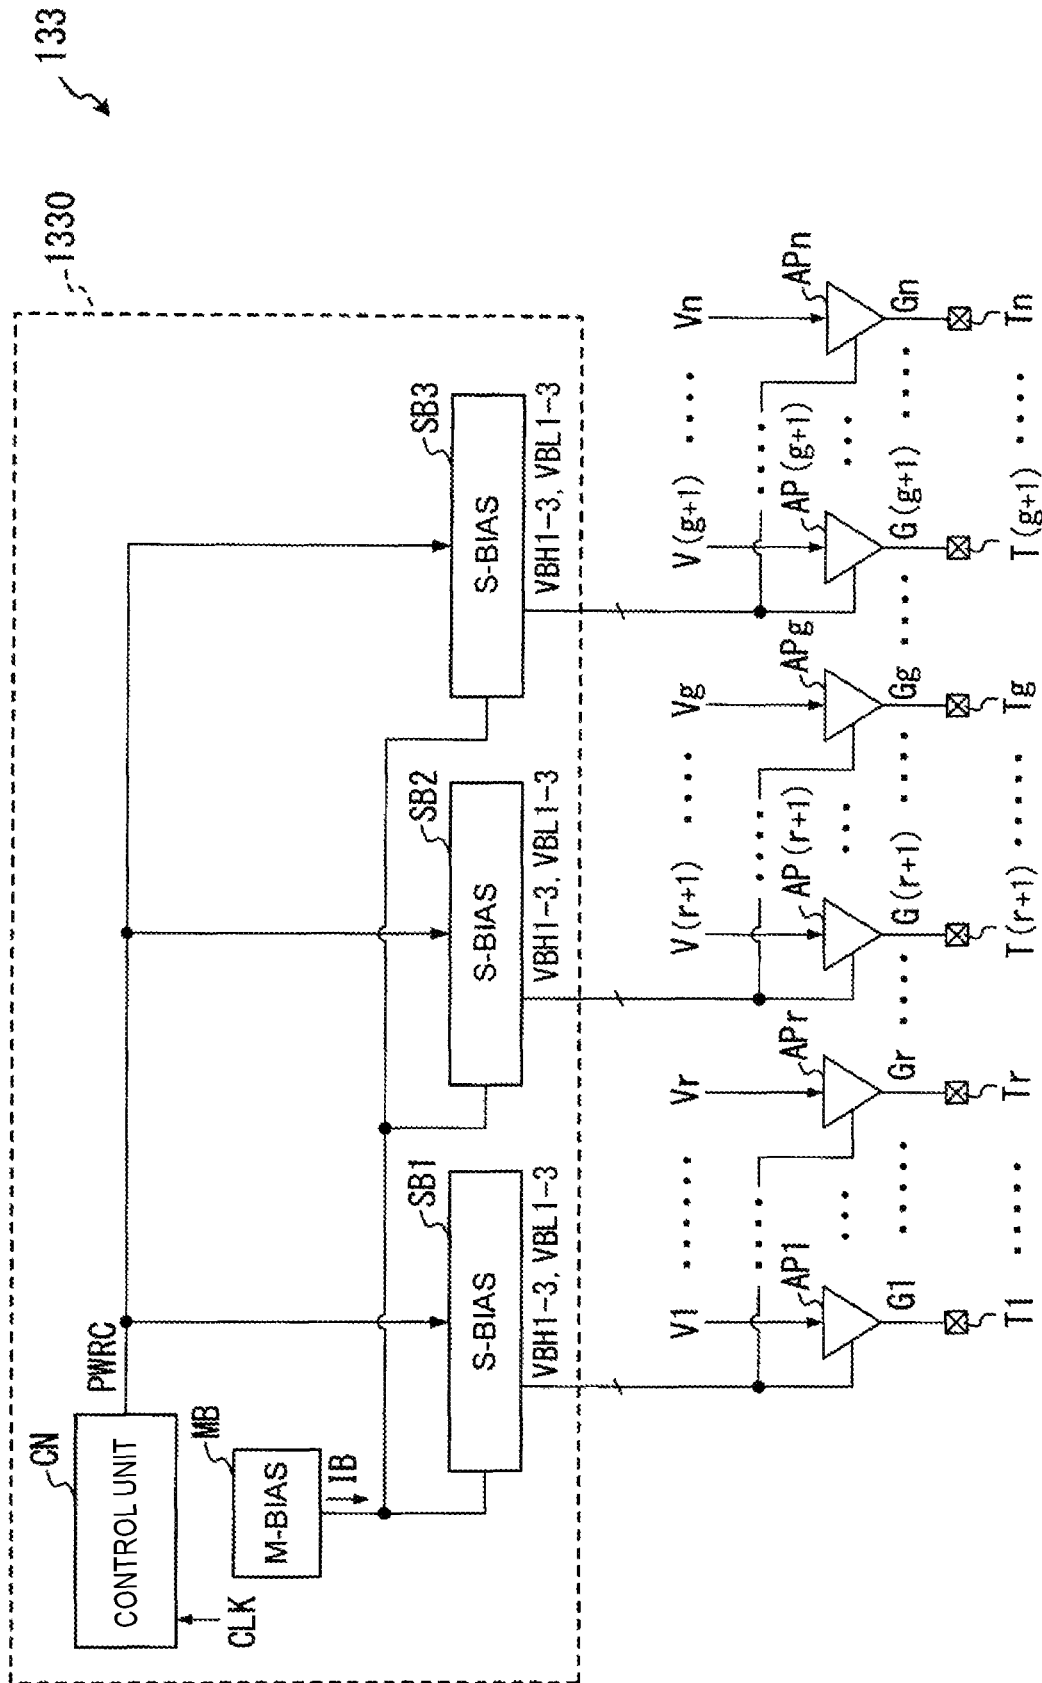 133
1330
CN
CONTROL UNIT
PWRC
CLK
MB
M-BIAS
IB
SB1
SB2
SB3
S-BIAS
S-BIAS
S-BIAS
VBH1-3, VBL1-3
VBH1-3, VBL1-3
VBH1-3, VBL1-3
V1 ······ Vr V(r+1) ···· Vg V(g+1) ···· Vn
AP1 ··· APr AP(r+1) ··· APg AP(g+1) ··· APn
G1 ····· Gr ····· G(r+1) ····· Gg ····· G(g+1) ····· Gn
T1 ····· Tr T(r+1) ······ Tg T(g+1) ···· Tn